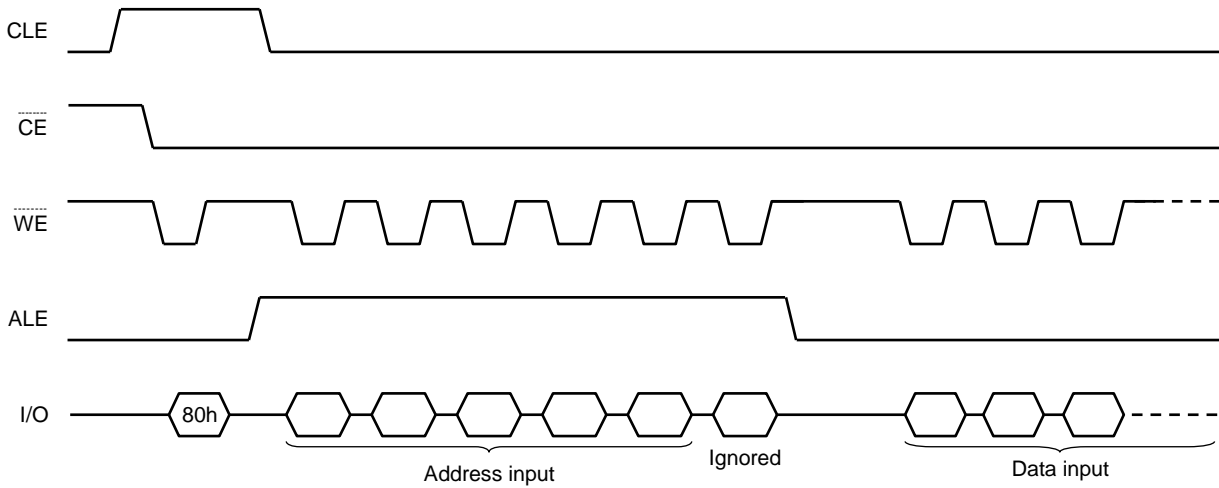 CLE
CE
WE
ALE
I/O
80h
Address input
Ignored
Data input